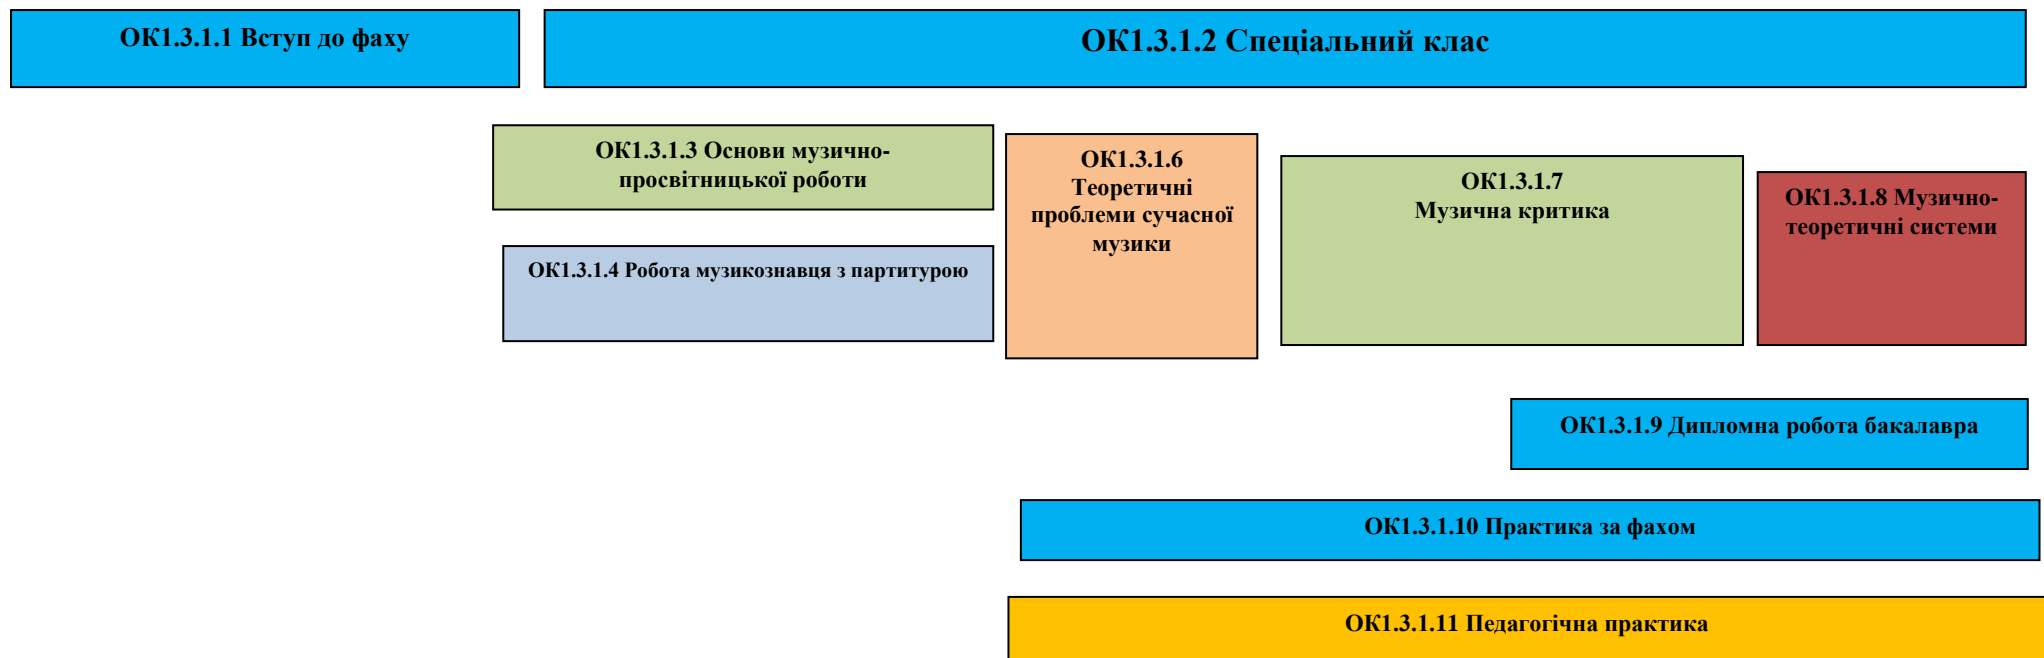 ОК1.3.1.1 Вступ до фаху
ОК1.3.1.2 Спеціальний клас
ОК1.3.1.3 Основи музично-
просвітницької роботи
ОК1.3.1.4 Робота музикознавця з партитурою
ОК1.3.1.6
Теоретичні
проблеми сучасної
музики
ОК1.3.1.7
Музична критика
ОК1.3.1.8 Музично-
теоретичні системи
ОК1.3.1.9 Дипломна робота бакалавра
ОК1.3.1.10 Практика за фахом
ОК1.3.1.11 Педагогічна практика